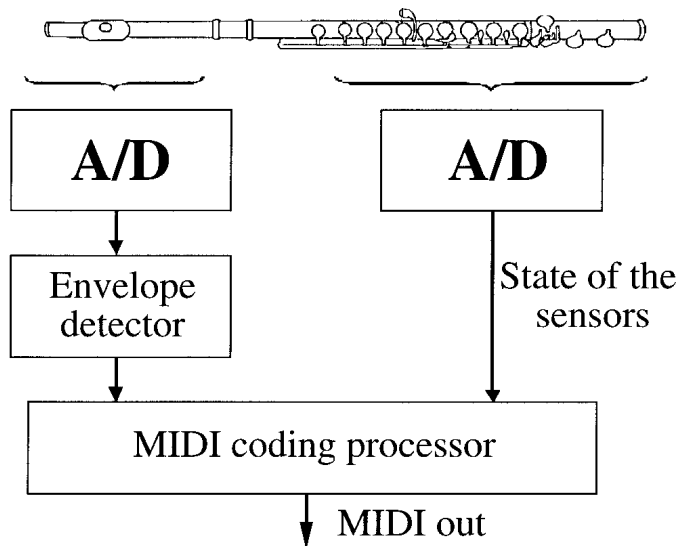 A/D
A/D
Envelope
detector
State of the
sensors
MIDI coding processor
MIDI out